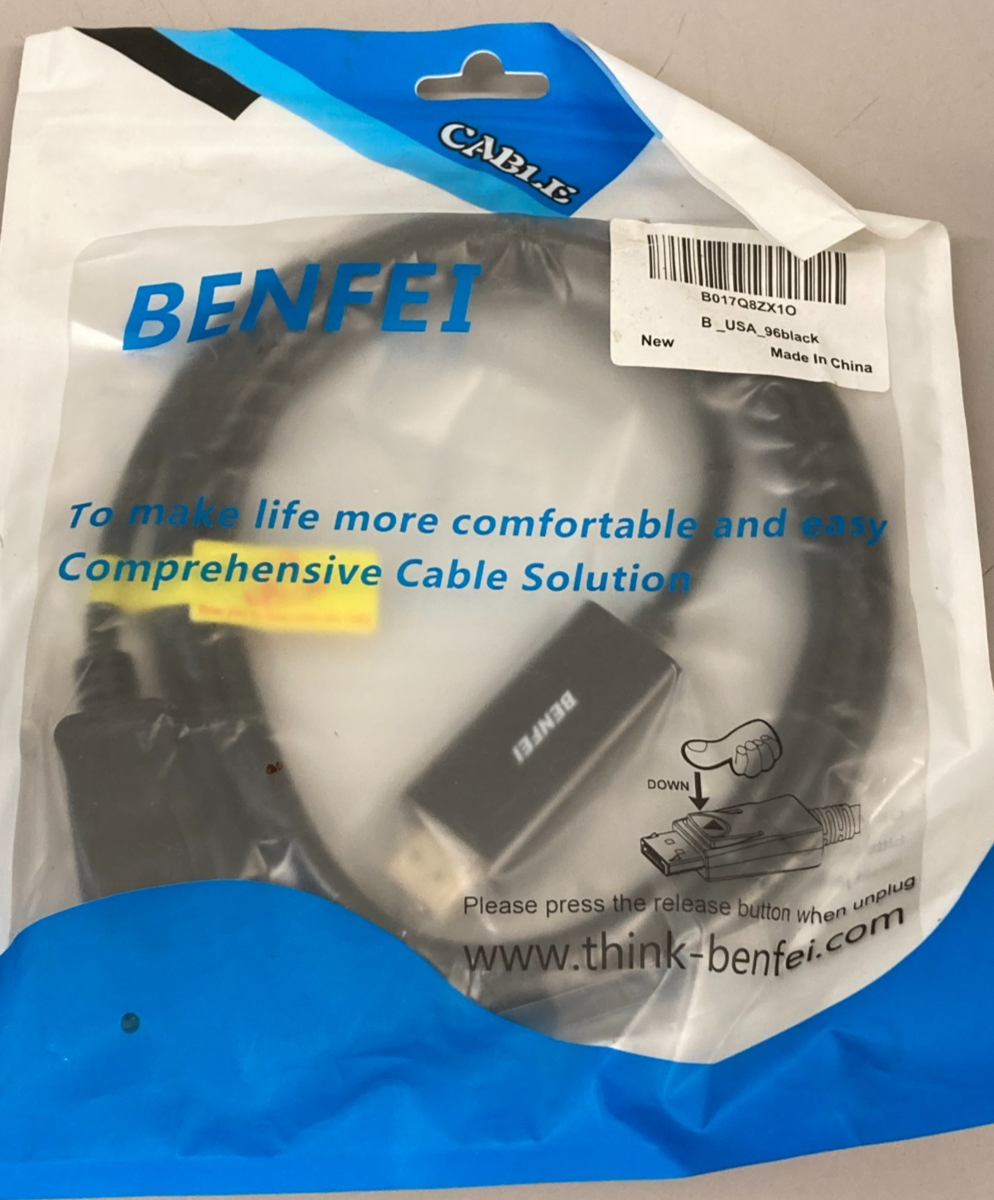 CABLE
BENFEI
B017Q8ZX1O
B_USA_96black
New
Made In China
To make life more comfortable and easy
Comprehensive Cable Solution
BENFEI
DOWN
Please press the release button when unplug
www.think-benfei.com